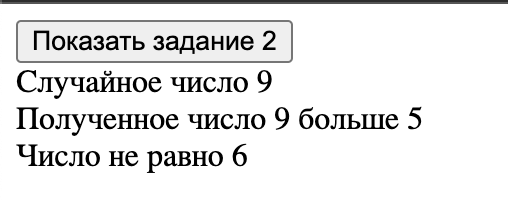 Показать задание 2
Случайное число 9
Полученное число 9 больше 5
Число не равно 6